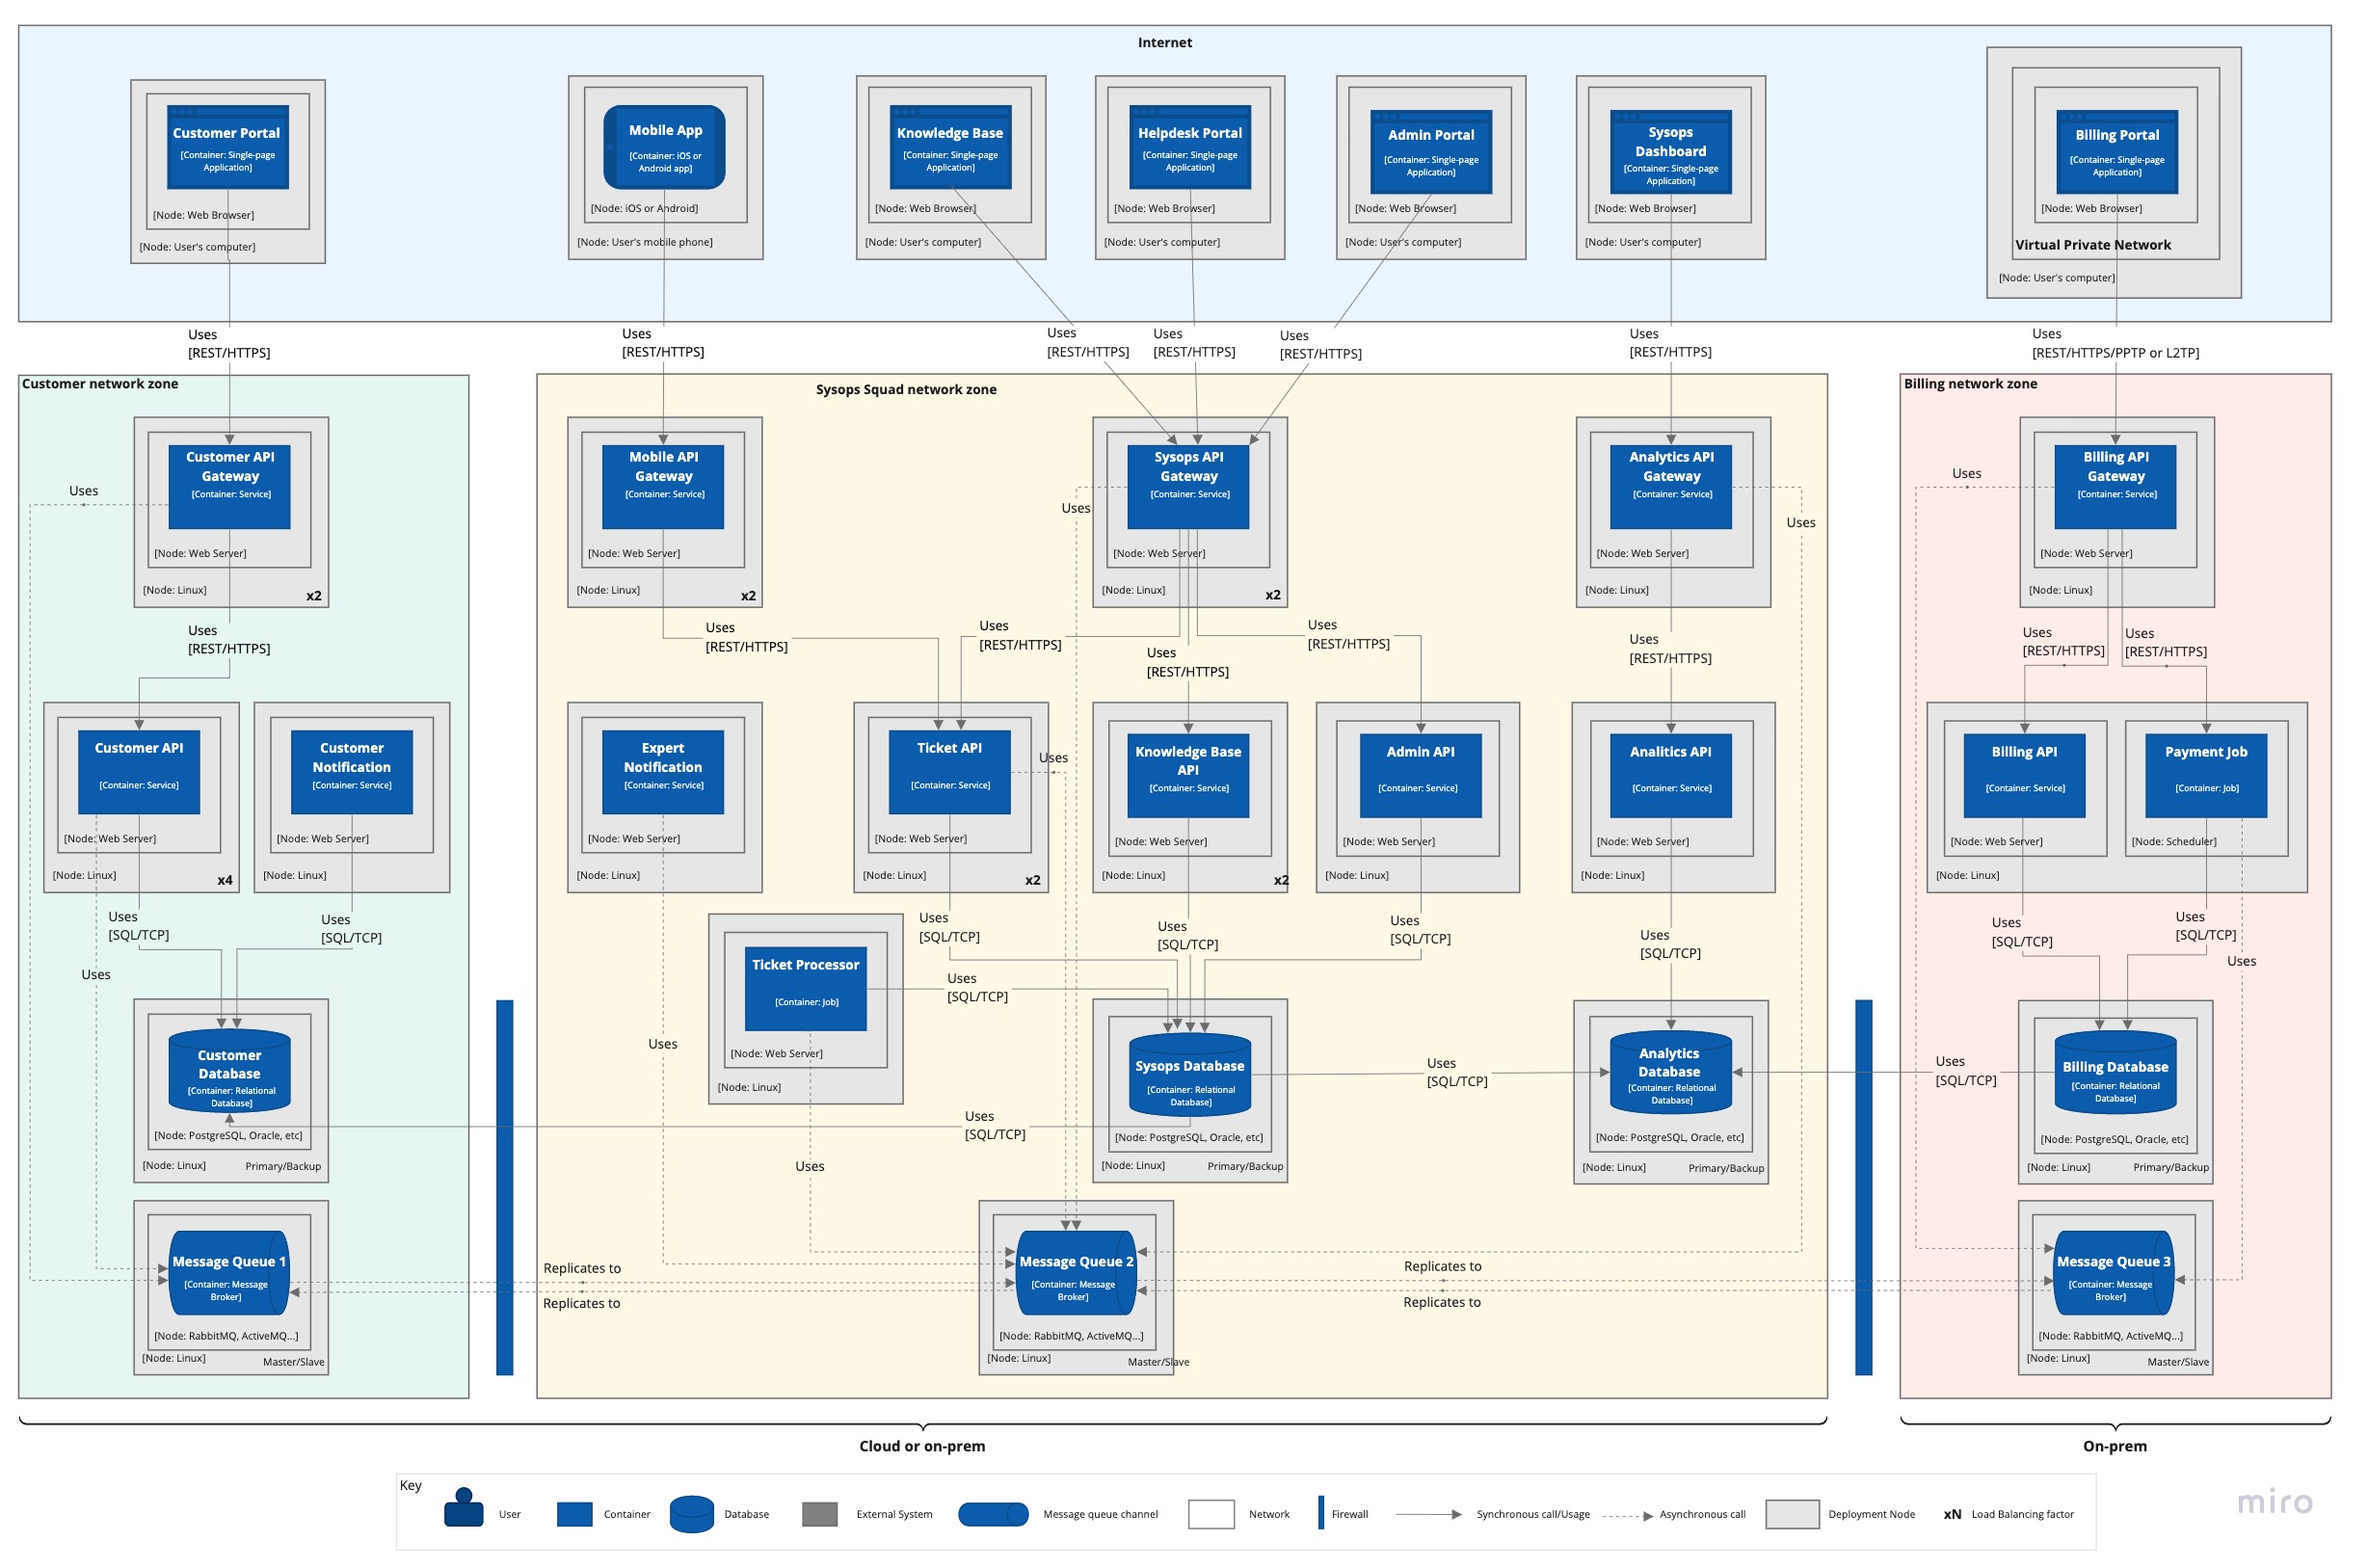 Internet
Customer Portal
[Container: Single-page
Application]
[Node: Web Browser]
[Node: User's computer]
Mobile App
[Container: iOS or
Android app]
[Node: iOS or Android]
[Node: User's mobile phone]
Knowledge Base
[Container: Single-page
Application]
[Node: Web Browser]
[Node: User's computer]
Helpdesk Portal
[Container: Single-page
Application]
[Node: Web Browser]
[Node: User's computer]
Admin Portal
[Container: Single-page
Application]
[Node: Web Browser]
[Node: User's computer]
Sysops
Dashboard
[Container: Single-page
Application]
[Node: Web Browser]
[Node: User's computer]
Billing Portal
[Container: Single-page
Application]
[Node: Web Browser]
Virtual Private Network
[Node: User's computer]
Uses
[REST/HTTPS]
Uses
[REST/HTTPS]
Uses
[REST/HTTPS]
Uses
[REST/HTTPS]
Uses
[REST/HTTPS]
Uses
[REST/HTTPS]
Uses
[REST/HTTPS/PPTP or L2TP]
Customer network zone
Customer API
Gateway
[Container: Service]
[Node: Web Server]
[Node: Linux]
x2
Uses
Uses
[REST/HTTPS]
Customer API
[Container: Service]
[Node: Web Server]
[Node: Linux]
x4
Customer
Notification
[Container: Service]
[Node: Web Server]
[Node: Linux]
Uses
[SQL/TCP]
Uses
[SQL/TCP]
Uses
Customer
Database
[Container: Relational
Database]
[Node: PostgreSQL, Oracle, etc]
[Node: Linux]
Primary/Backup
Message Queue 1
[Container: Message
Broker]
[Node: RabbitMQ, ActiveMQ...]
[Node: Linux]
Master/Slave
Sysops Squad network zone
Mobile API
Gateway
[Container: Service]
[Node: Web Server]
[Node: Linux]
x2
Sysops API
Gateway
[Container: Service]
[Node: Web Server]
[Node: Linux]
x2
Uses
Analytics API
Gateway
[Container: Service]
[Node: Web Server]
[Node: Linux]
Uses
Uses
[REST/HTTPS]
Uses
[REST/HTTPS]
Uses
[REST/HTTPS]
Uses
[REST/HTTPS]
Uses
[REST/HTTPS]
Expert
Notification
[Container: Service]
[Node: Web Server]
[Node: Linux]
Ticket API
[Container: Service]
[Node: Web Server]
[Node: Linux]
x2
Uses
Knowledge Base
API
[Container: Service]
[Node: Web Server]
[Node: Linux]
x2
Admin API
[Container: Service]
[Node: Web Server]
[Node: Linux]
Analitics API
[Container: Service]
[Node: Web Server]
[Node: Linux]
Uses
[SQL/TCP]
Uses
[SQL/TCP]
Uses
[SQL/TCP]
Uses
[SQL/TCP]
Ticket Processor
[Container: Job]
[Node: Web Server]
[Node: Linux]
Uses
[SQL/TCP]
Uses
Uses
Sysops Database
[Container: Relational
Database]
[Node: PostgreSQL, Oracle, etc]
[Node: Linux]
Primary/Backup
Uses
[SQL/TCP]
Uses
[SQL/TCP]
Analytics
Database
[Container: Relational
Database]
[Node: PostgreSQL, Oracle, etc]
[Node: Linux]
Primary/Backup
Replicates to
Replicates to
Message Queue 2
[Container: Message
Broker]
[Node: RabbitMQ, ActiveMQ...]
[Node: Linux]
Master/Slave
Replicates to
Replicates to
Billing network zone
Billing API
Gateway
[Container: Service]
[Node: Web Server]
[Node: Linux]
Uses
Uses
[REST/HTTPS]
Uses
[REST/HTTPS]
Billing API
[Container: Service]
[Node: Web Server]
Payment Job
[Container: Job]
[Node: Scheduler]
[Node: Linux]
Uses
[SQL/TCP]
Uses
[SQL/TCP]
Uses
Uses
[SQL/TCP]
Billing Database
[Container: Relational
Database]
[Node: PostgreSQL, Oracle, etc]
[Node: Linux]
Primary/Backup
Message Queue 3
[Container: Message
Broker]
[Node: RabbitMQ, ActiveMQ...]
[Node: Linux]
Master/Slave
Cloud or on-prem
On-prem
Key
User
Container
Database
External System
Message queue channel
Network
Firewall
Synchronous call/Usage
Asynchronous call
Deployment Node
xN
Load Balancing factor
miro